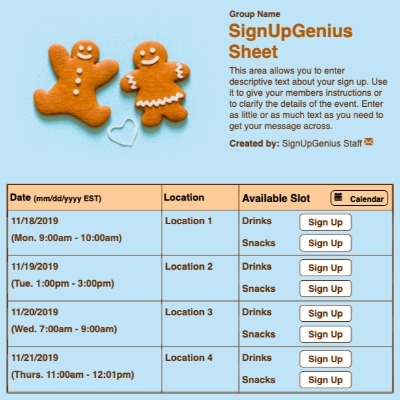 Group Name
SignUpGenius
Sheet
This area allows you to enter
descriptive text about your sign up. Use
it to give your members instructions or
to clarify the details of the event. Enter
as little or as much text as you need to
get your message across.
Created by: SignUpGenius Staff
Date (mm/dd/yyyy EST) Location Available Slot Calendar
11/18/2019 Location 1 Drinks Sign Up
(Mon. 9:00am - 10:00am) Snacks Sign Up
11/19/2019 Location 2 Drinks Sign Up
(Tue. 1:00pm - 3:00pm) Snacks Sign Up
11/20/2019 Location 3 Drinks Sign Up
(Wed. 7:00am - 9:00am) Snacks Sign Up
11/21/2019 Location 4 Drinks Sign Up
(Thurs. 11:00am - 12:01pm) Snacks Sign Up